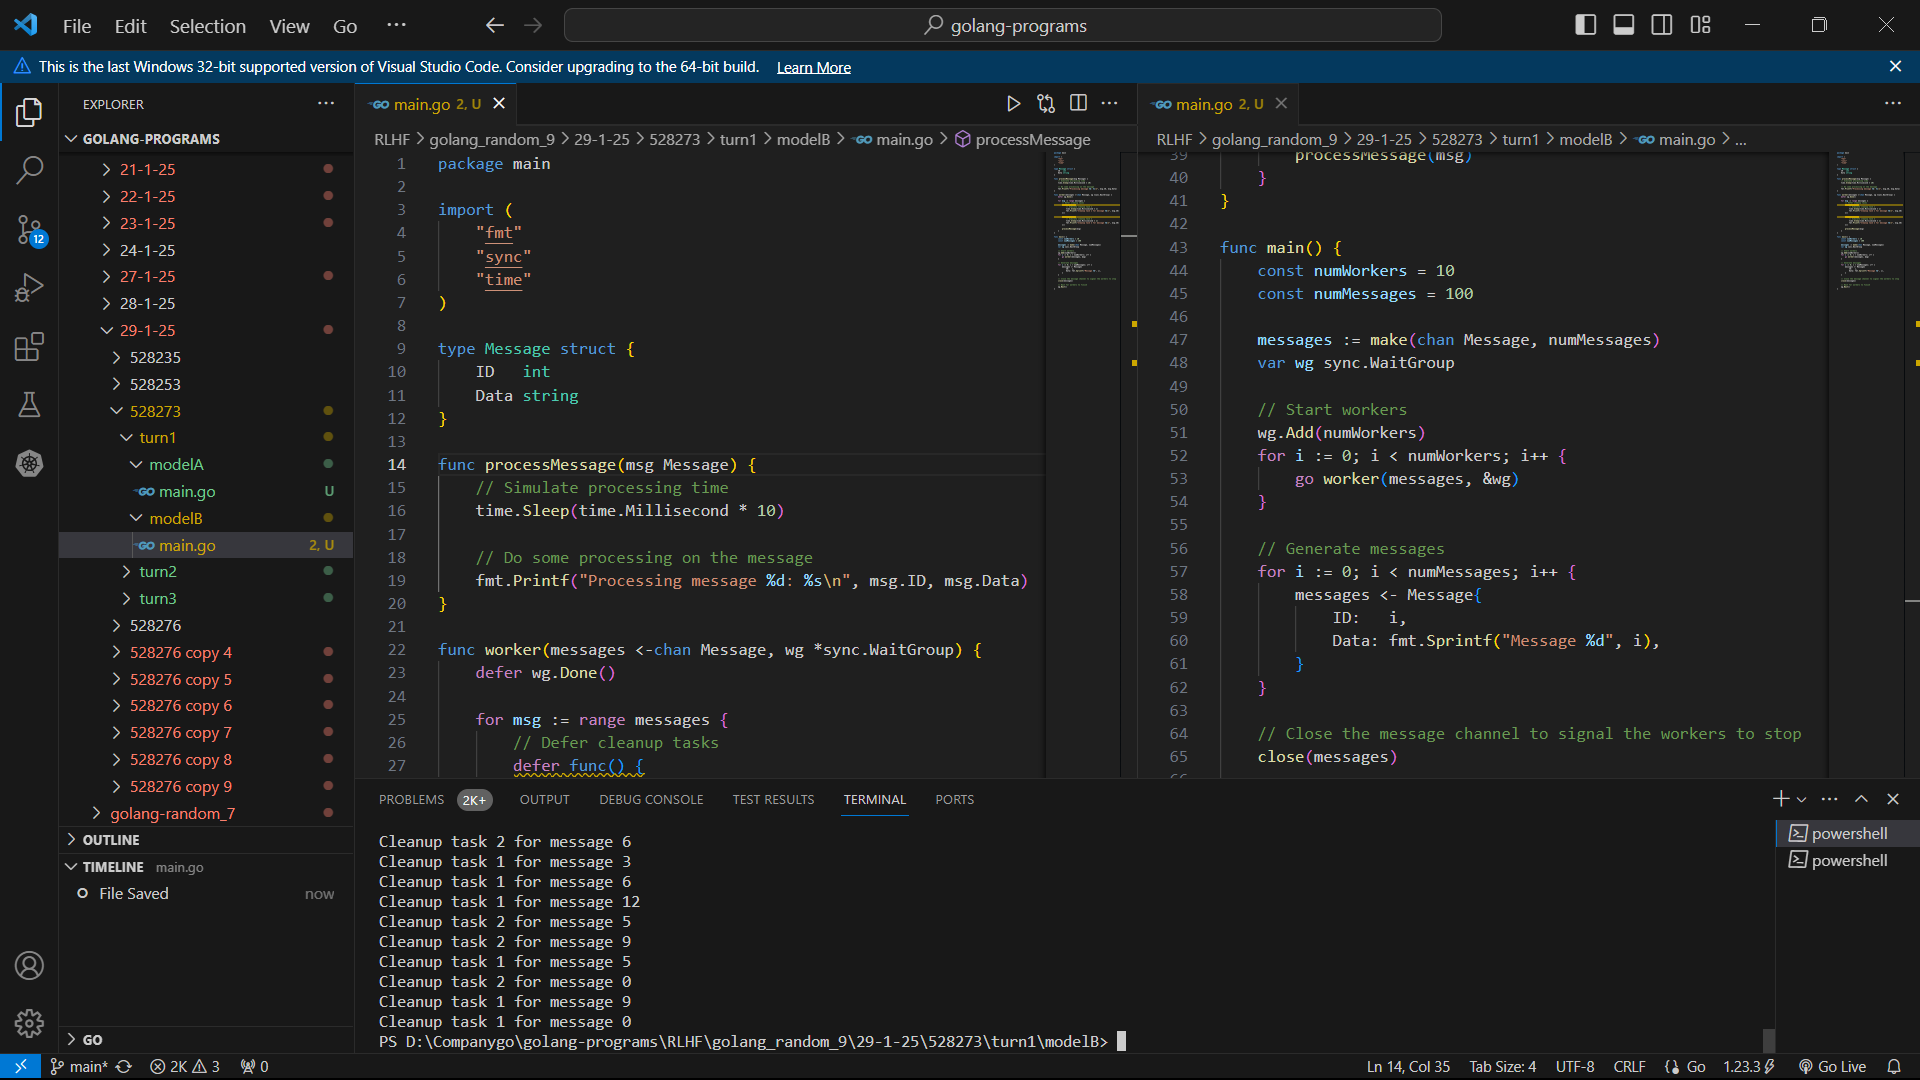 File Edit Selection View Go ···
golang-programs
This is the last Windows 32-bit supported version of Visual Studio Code. Consider upgrading to the 64-bit build. Learn More
EXPLORER ···
GOLANG-PROGRAMS
21-1-25
22-1-25
23-1-25
24-1-25
27-1-25
28-1-25
29-1-25
528235
528253
528273
turn1
modelA
GO main.go U
modelB
GO main.go 2, U
turn2
turn3
528276
528276 copy 4
528276 copy 5
528276 copy 6
528276 copy 7
528276 copy 8
528276 copy 9
golang-random_7
OUTLINE
TIMELINE main.go
File Saved now
GO
12
GO main.go 2, U
RLHF > golang_random_9 > 29-1-25 > 528273 > turn1 > modelB > GO main.go > processMessage
1 package main
2
3 import (
4 "fmt"
5 "sync"
6 "time"
7 )
8
9 type Message struct {
10 ID int
11 Data string
12 }
13
14 func processMessage(msg Message) {
15 // Simulate processing time
16 time.Sleep(time.Millisecond * 10)
17
18 // Do some processing on the message
19 fmt.Printf("Processing message %d: %s\n", msg.ID, msg.Data)
20 }
21
22 func worker(messages <-chan Message, wg *sync.WaitGroup) {
23 defer wg.Done()
24
25 for msg := range messages {
26 // Defer cleanup tasks
27 defer func() {
GO main.go 2, U
RLHF > golang_random_9 > 29-1-25 > 528273 > turn1 > modelB > GO main.go > ...
39 processMessage(msg)
40 }
41 }
42
43 func main() {
44 const numWorkers = 10
45 const numMessages = 100
46
47 messages := make(chan Message, numMessages)
48 var wg sync.WaitGroup
49
50 // Start workers
51 wg.Add(numWorkers)
52 for i := 0; i < numWorkers; i++ {
53 go worker(messages, &wg)
54 }
55
56 // Generate messages
57 for i := 0; i < numMessages; i++ {
58 messages <- Message{
59 ID: i,
60 Data: fmt.Sprintf("Message %d", i),
61 }
62 }
63
64 // Close the message channel to signal the workers to stop
65 close(messages)
PROBLEMS 2K+ OUTPUT DEBUG CONSOLE TEST RESULTS TERMINAL PORTS
Cleanup task 2 for message 6
Cleanup task 1 for message 3
Cleanup task 1 for message 6
Cleanup task 1 for message 12
Cleanup task 2 for message 5
Cleanup task 2 for message 9
Cleanup task 1 for message 5
Cleanup task 2 for message 0
Cleanup task 1 for message 9
Cleanup task 1 for message 0
PS D:\Companygo\golang-programs\RLHF\golang_random_9\29-1-25\528273\turn1\modelB>
powershell
powershell
main* 2K 3 0 Ln 14, Col 35 Tab Size: 4 UTF-8 CRLF Go 1.23.3 Go Live